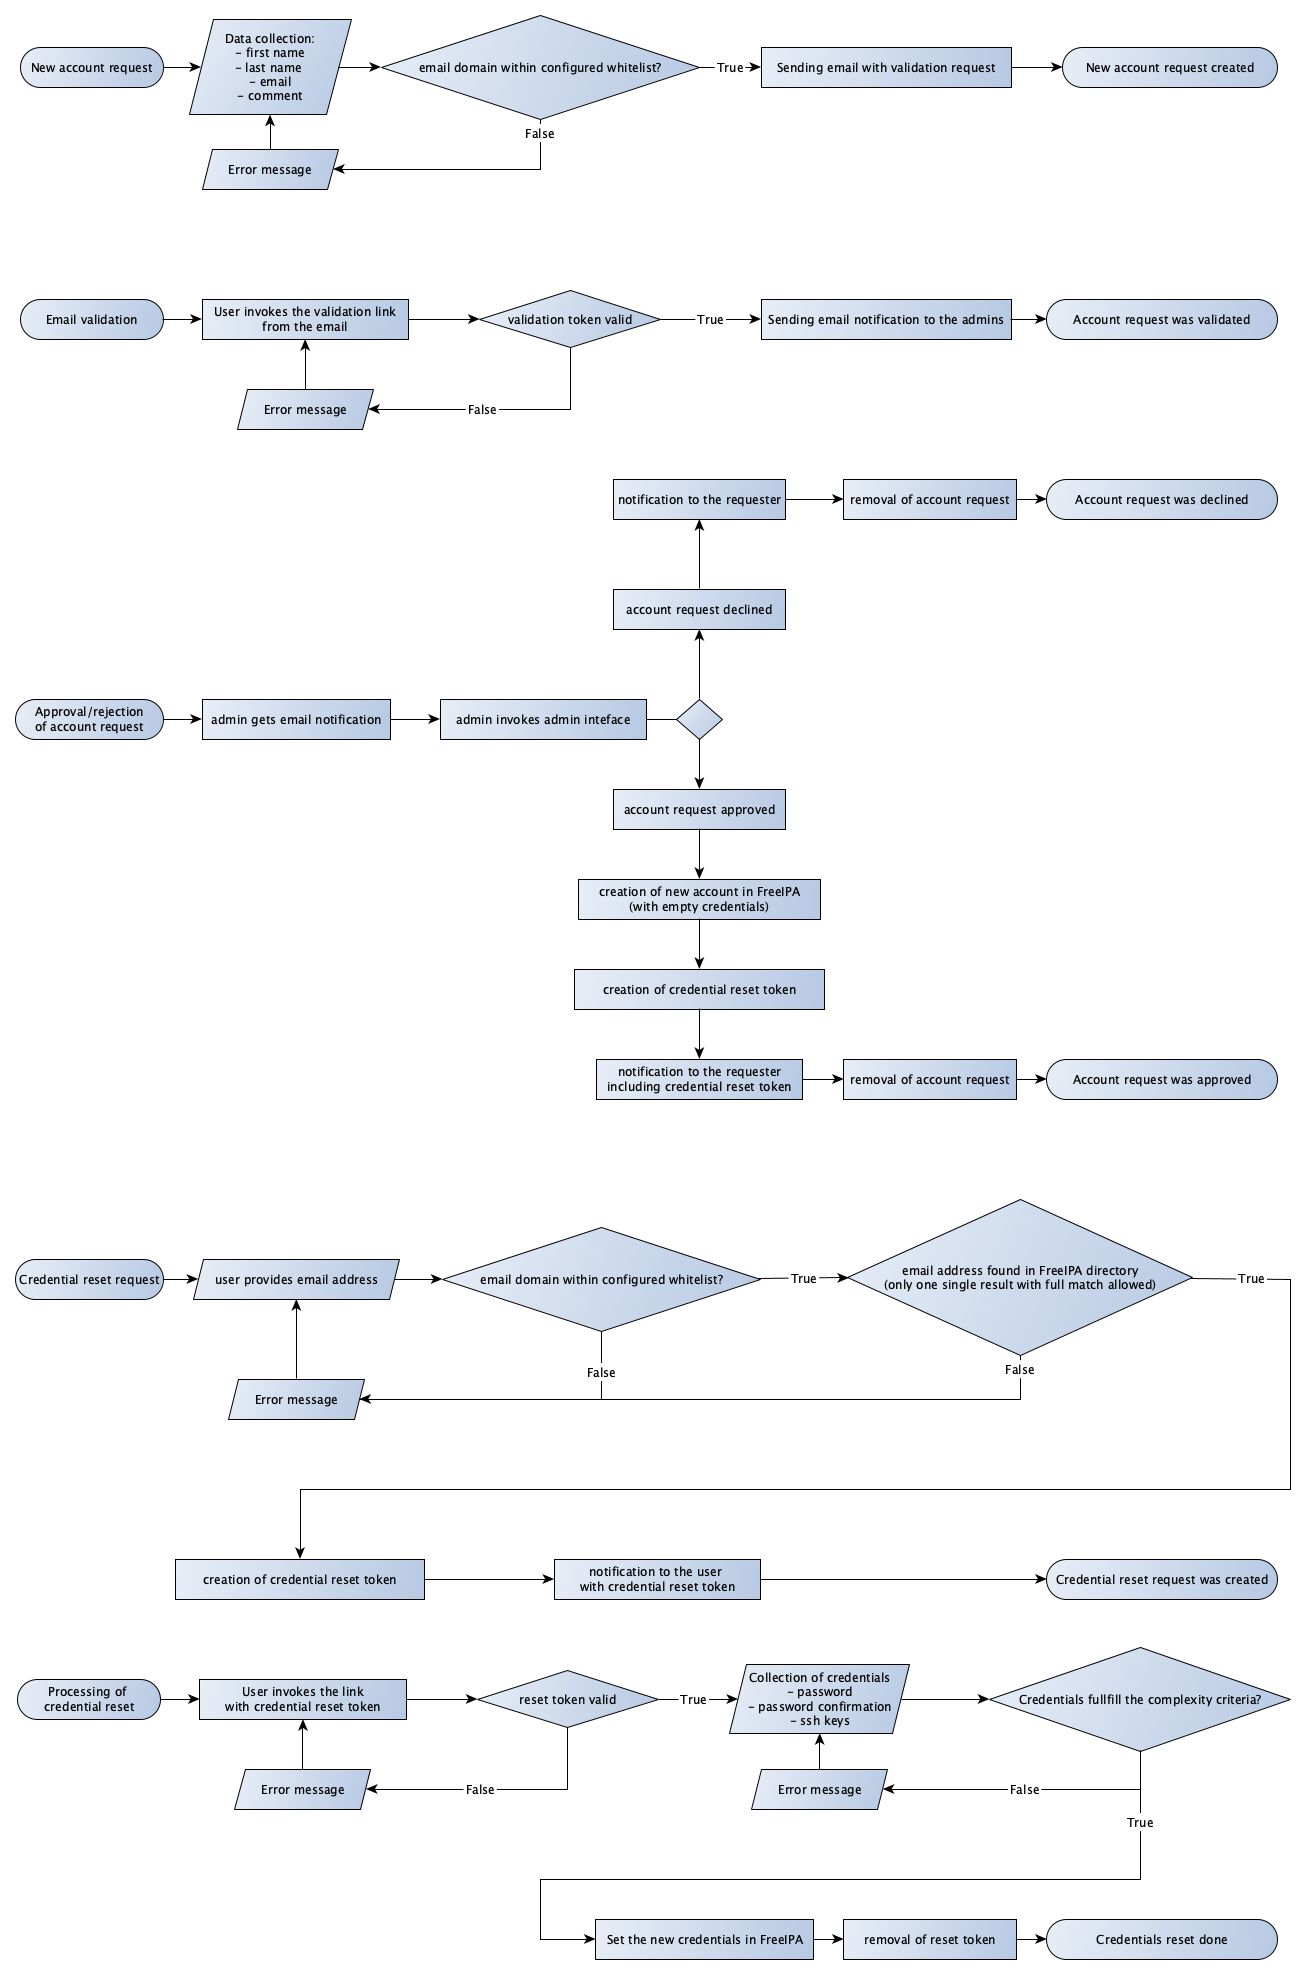 New account request
Data collection:
– first name
– last name
– email
– comment
email domain within configured whitelist?
True
Sending email with validation request
New account request created
False
Error message
Email validation
User invokes the validation link
from the email
validation token valid
True
Sending email notification to the admins
Account request was validated
Error message
False
notification to the requester
removal of account request
Account request was declined
account request declined
Approval/rejection
of account request
admin gets email notification
admin invokes admin inteface
account request approved
creation of new account in FreeIPA
(with empty credentials)
creation of credential reset token
notification to the requester
including credential reset token
removal of account request
Account request was approved
Credential reset request
user provides email address
email domain within configured whitelist?
True
email address found in FreeIPA directory
(only one single result with full match allowed)
True
False
False
Error message
creation of credential reset token
notification to the user
with credential reset token
Credential reset request was created
Processing of
credential reset
User invokes the link
with credential reset token
reset token valid
True
Collection of credentials
– password
– password confirmation
– ssh keys
Credentials fullfill the complexity criteria?
Error message
False
Error message
False
True
Set the new credentials in FreeIPA
removal of reset token
Credentials reset done